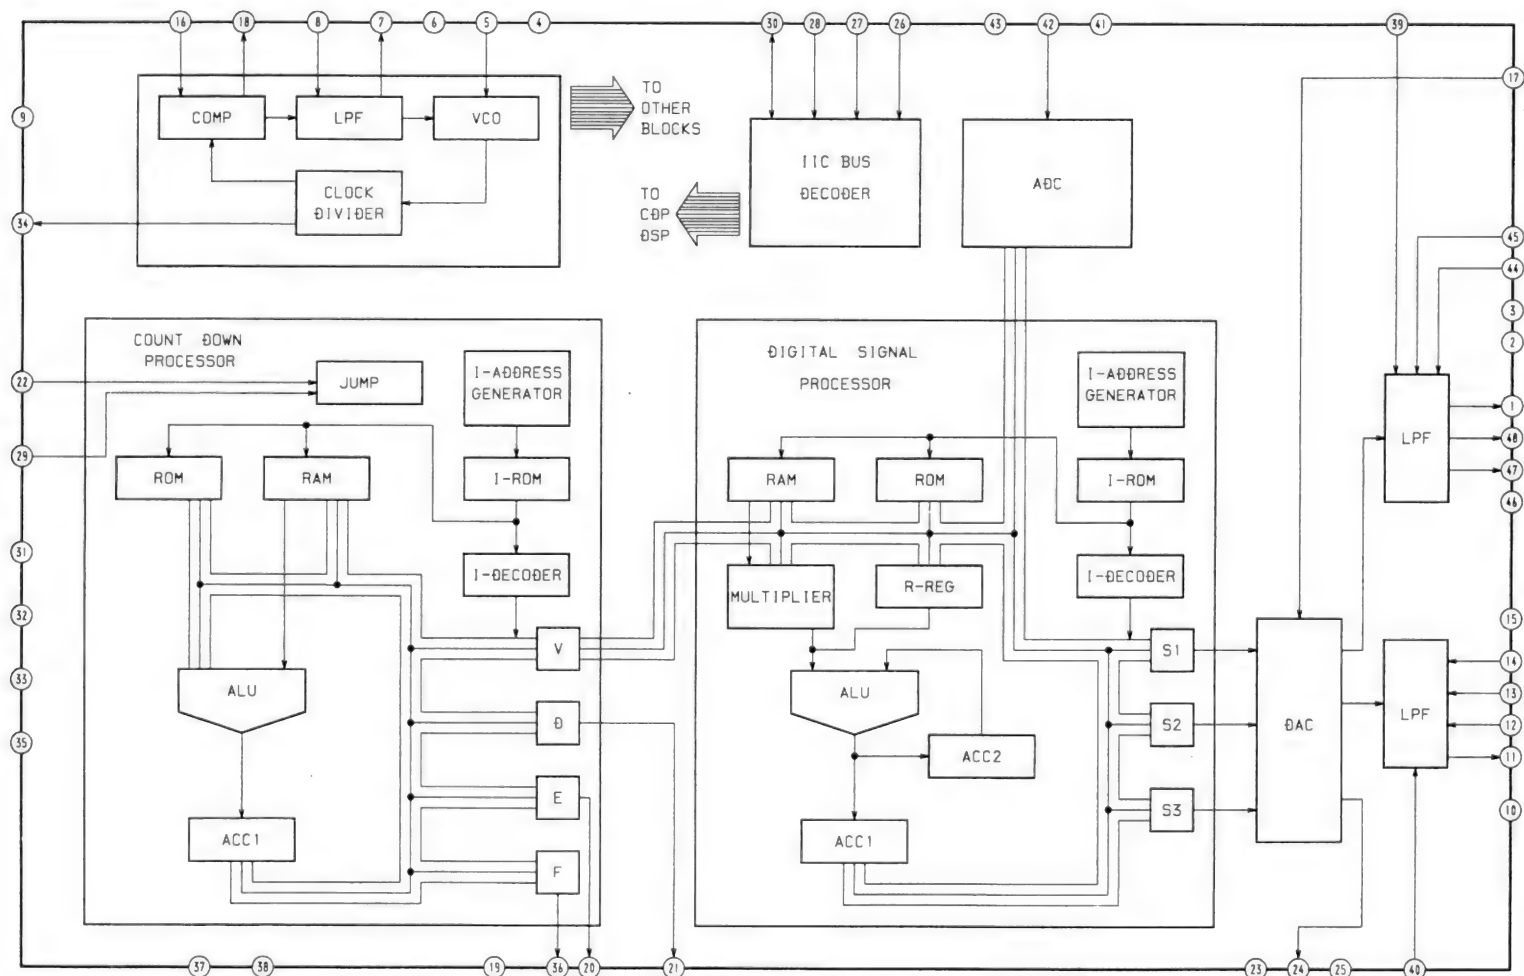 16 18 8 7 6 5 4 30 28 27 26 43 42 41 39
17
9
COMP LPF VCO
TO
OTHER
BLOCKS
IIC BUS
DECODER
ADC
CLOCK
DIVIDER
TO
CDP
DSP
34
45
44
3
2
COUNT DOWN
PROCESSOR
DIGITAL SIGNAL
PROCESSOR
22
JUMP
I-ADDRESS
GENERATOR
I-ADDRESS
GENERATOR
1
LPF
48
29
ROM RAM I-ROM
RAM ROM I-ROM
47
46
31
I-DECODER
MULTIPLIER R-REG I-DECODER
32
15
V
S1
14
33
ALU
ALU
13
D
S2
DAC
LPF
12
35
ACC2
11
E
S3
10
ACC1
ACC1
F
37 38 19 36 20 21 23 24 25 40